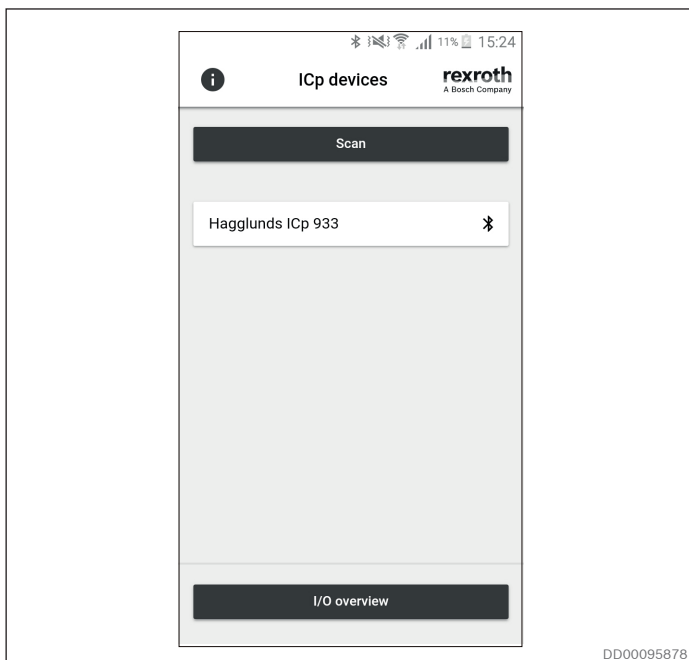 11% 15:24
ICp devices
rexroth
A Bosch Company
Scan
Hagglunds ICp 933
I/O overview
DD00095878